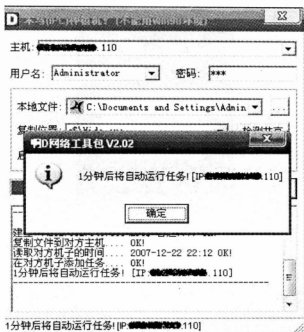 主机: .110
用户名: Administrator 密码: ***
本地文件: C:\Documents and Settings\Admin ...
D网络工具包 V2.02
1分钟后将自动运行任务! [IP .110]
确定
复制文件到对方主机.... OK!
读取对方机子的时间.... 2007-12-22 22:12 OK!
在对方机子添加任务.... OK!
1分钟后将自动运行任务! [IP: .110]
1分钟后将自动运行任务! [IP: .110]